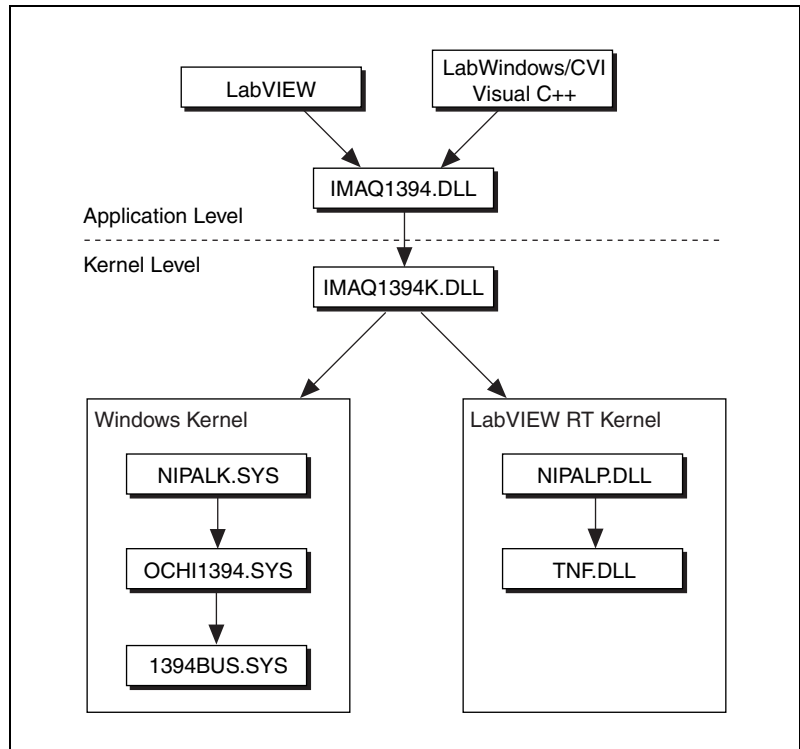 LabVIEW
LabWindows/CVI
Visual C++
IMAQ1394.DLL
Application Level
Kernel Level
IMAQ1394K.DLL
Windows Kernel
NIPALK.SYS
OCHI1394.SYS
1394BUS.SYS
LabVIEW RT Kernel
NIPALP.DLL
TNF.DLL